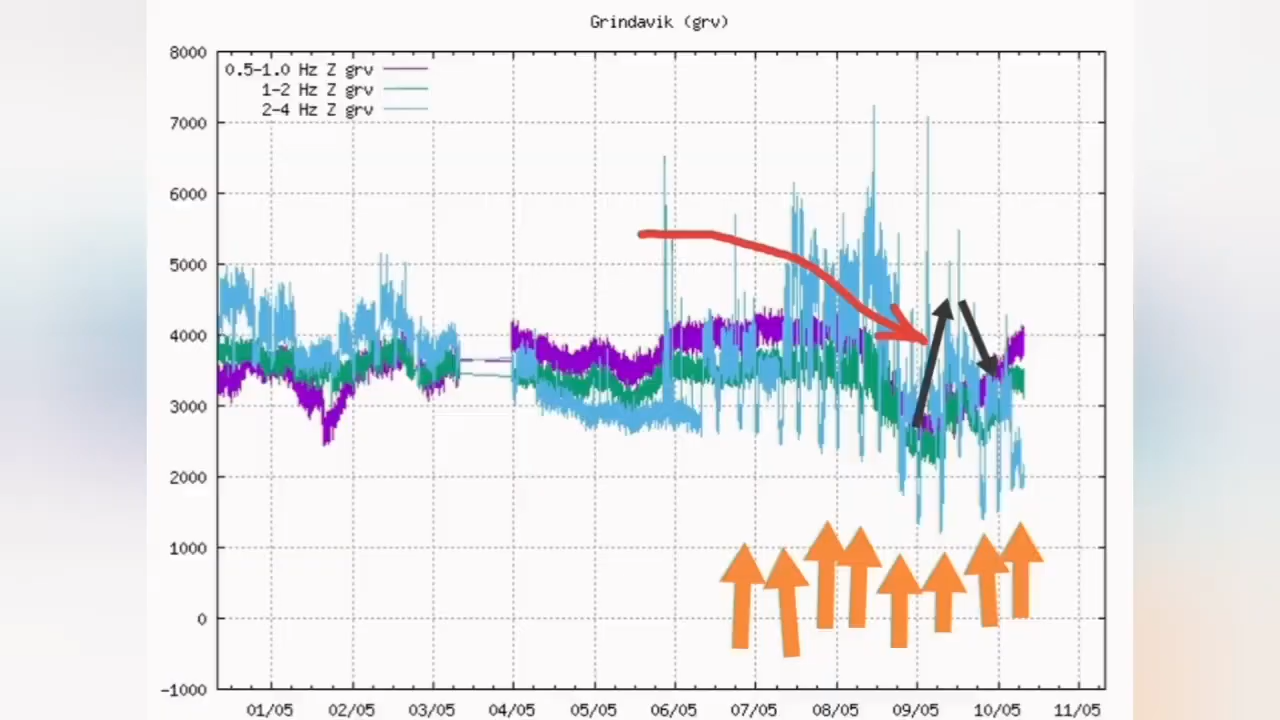 Grindavik (grv)
8000
0.5-1.0 Hz Z grv
1-2 Hz Z grv
2-4 Hz Z grv
7000
6000
5000
4000
3000
2000
1000
0
-1000
01/05 02/05 03/05 04/05 05/05 06/05 07/05 08/05 09/05 10/05 11/05